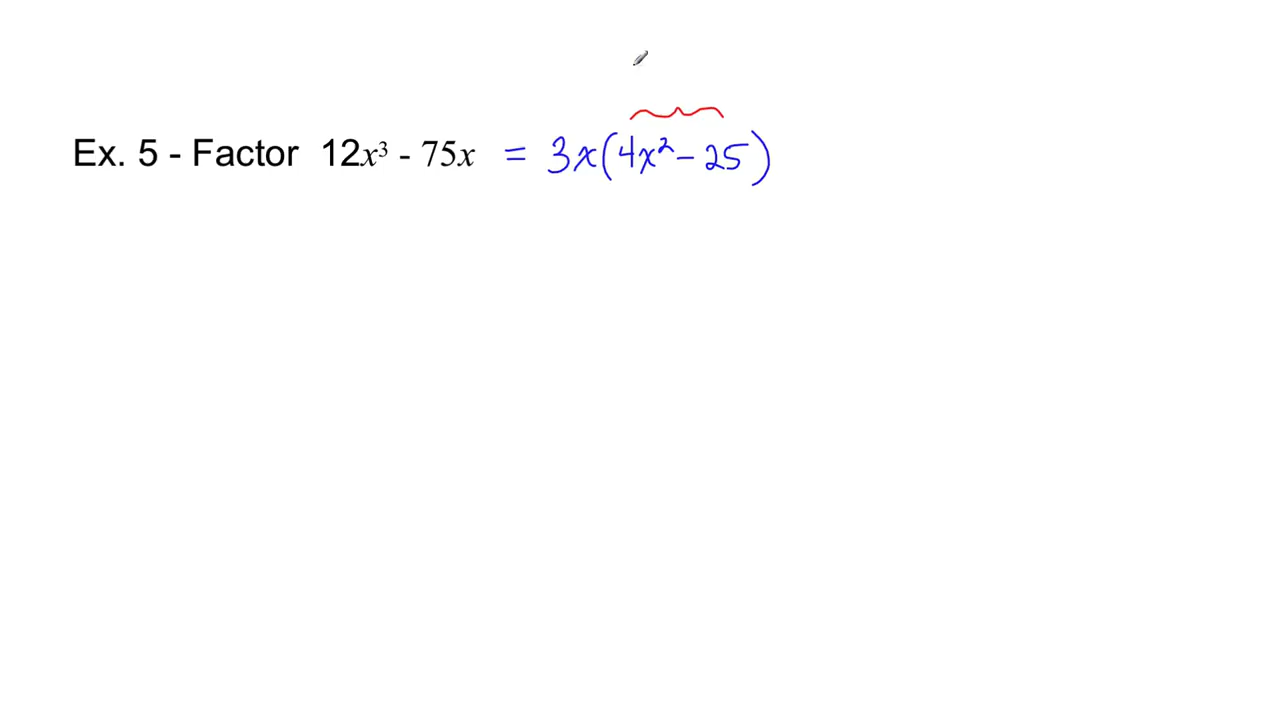 Ex. 5 - Factor 12x³ - 75x = 3x(4x² - 25)